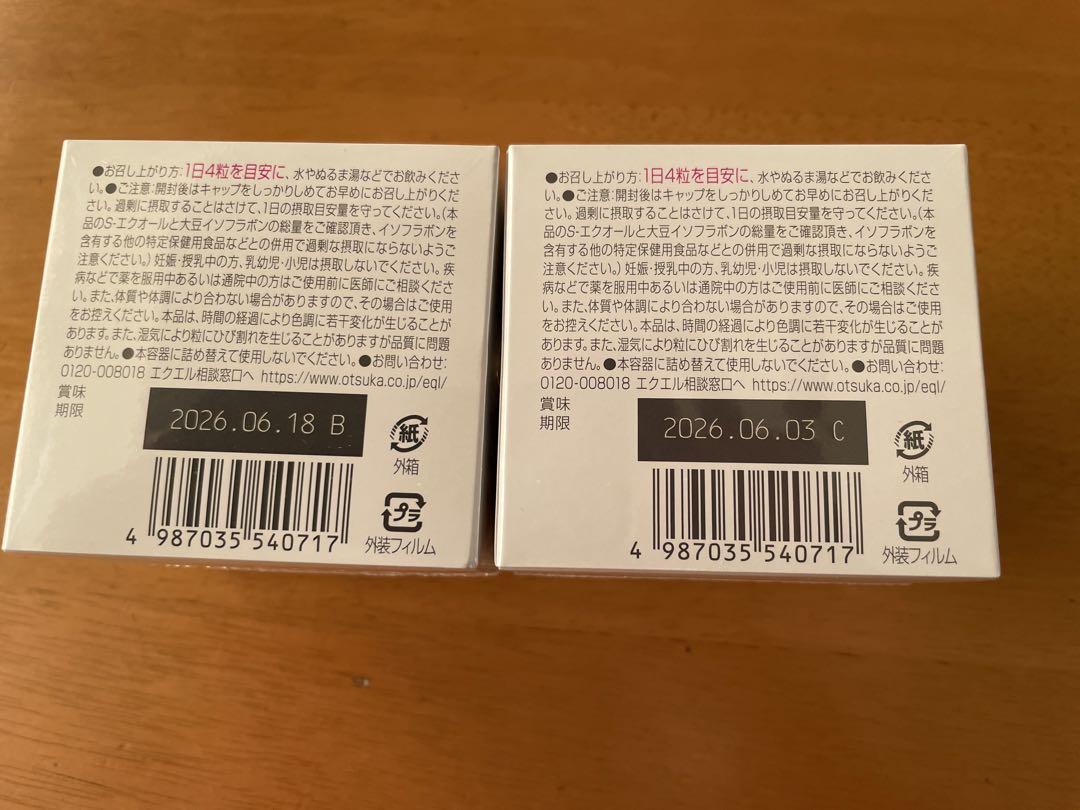 ●お召し上がり方:1日4粒を目安に、水やぬるま湯などでお飲みくださ
い。●ご注意:開封後はキャップをしっかりしめてお早めにお召し上がりくだ
さい。過剰に摂取することはさけて、1日の摂取目安量を守ってください。(本
品のS-エクオールと大豆イソフラボンの総量をご確認頂き、イソフラボンを
含有する他の特定保健用食品などとの併用で過剰な摂取にならないようご
注意ください。)妊娠・授乳中の方、乳幼児・小児は摂取しないでください。疾
病などで薬を服用中あるいは通院中の方はご使用前に医師にご相談くださ
い。また、体質や体調により合わない場合がありますので、その場合はご使用
をお控えください。本品は、時間の経過により色調に若干変化が生じることが
あります。また、湿気により粒にひび割れを生じることがありますが品質に問題
ありません。●本容器に詰め替えて使用しないでください。●お問い合わせ:
0120-008018 エクエル相談窓口へ https://www.otsuka.co.jp/eql/
賞味
期限
2026.06.18 B
紙
外箱
プラ
外装フィルム
4 987035 540717
●お召し上がり方:1日4粒を目安に、水やぬるま湯などでお飲みくださ
い。●ご注意:開封後はキャップをしっかりしめてお早めにお召し上がりくだ
さい。過剰に摂取することはさけて、1日の摂取目安量を守ってください。(本
品のS-エクオールと大豆イソフラボンの総量をご確認頂き、イソフラボンを
含有する他の特定保健用食品などとの併用で過剰な摂取にならないようご
注意ください。)妊娠・授乳中の方、乳幼児・小児は摂取しないでください。疾
病などで薬を服用中あるいは通院中の方はご使用前に医師にご相談くださ
い。また、体質や体調により合わない場合がありますので、その場合はご使用
をお控えください。本品は、時間の経過により色調に若干変化が生じることが
あります。また、湿気により粒にひび割れを生じることがありますが品質に問題
ありません。●本容器に詰め替えて使用しないでください。●お問い合わせ:
0120-008018 エクエル相談窓口へ https://www.otsuka.co.jp/eql/
賞味
期限
2026.06.03 C
紙
外箱
プラ
外装フィルム
4 987035 540717